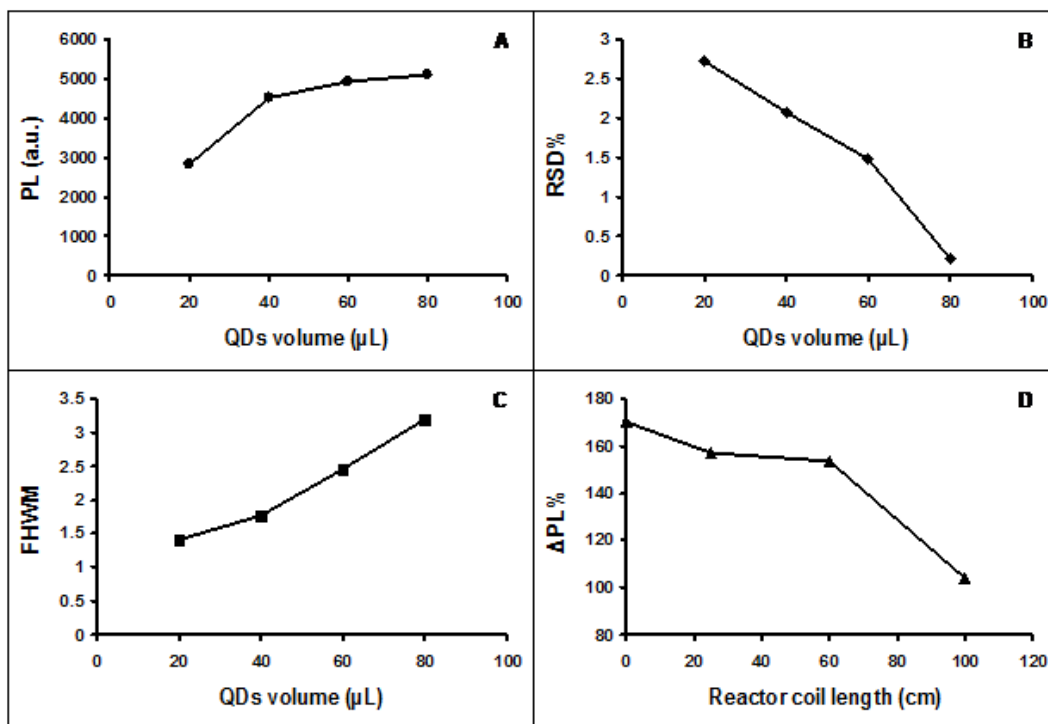 A
PL (a.u.)
6000
5000
4000
3000
2000
1000
0
0 20 40 60 80 100
QDs volume (µL)
B
RSD%
3
2.5
2
1.5
1
0.5
0
0 20 40 60 80 100
QDs volume (µL)
C
FHWM
3.5
3
2.5
2
1.5
1
0.5
0
0 20 40 60 80 100
QDs volume (µL)
D
ΔPL%
180
160
140
120
100
80
0 20 40 60 80 100 120
Reactor coil length (cm)